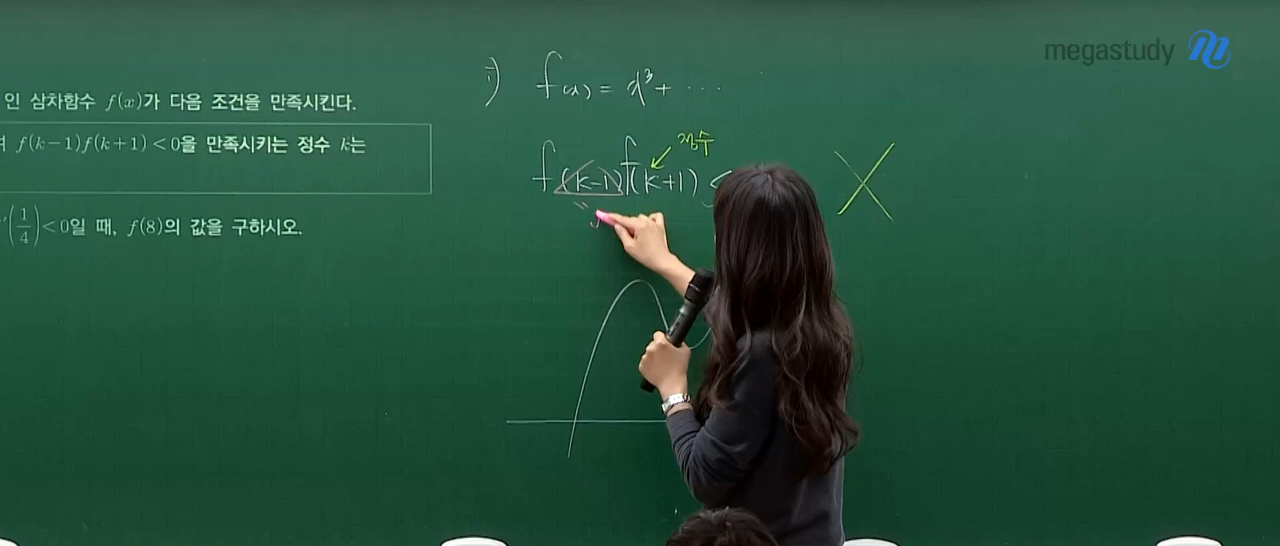 megastudy
인 삼차함수 f(x)가 다음 조건을 만족시킨다.
f(k-1)f(k+1)<0을 만족시키는 정수 k는
'(1/4)<0일 때, f(8)의 값을 구하시오.
i) f(x) = x³ + ⋯
정수
f(k-1)f(k+1)
"